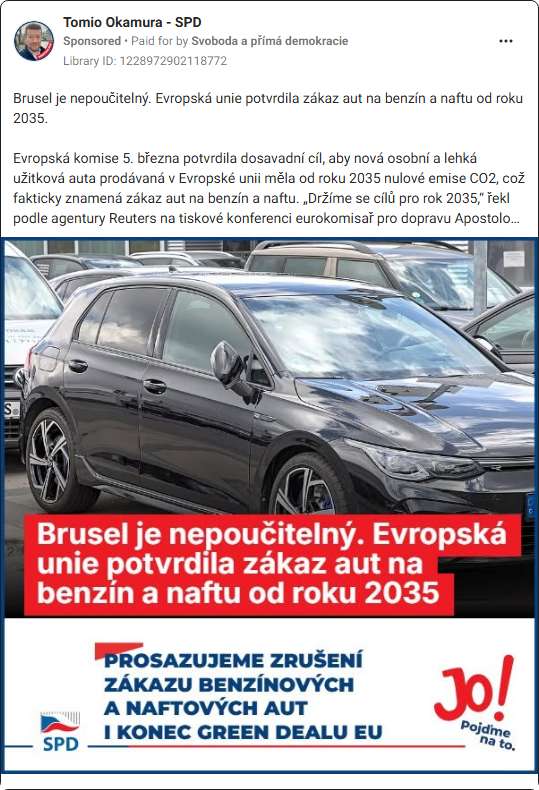 Tomio Okamura - SPD
Sponsored • Paid for by Svoboda a přímá demokracie
Library ID: 1228972902118772
Brusel je nepoučitelný. Evropská unie potvrdila zákaz aut na benzín a naftu od roku
2035.
Evropská komise 5. března potvrdila dosavadní cíl, aby nová osobní a lehká
užitková auta prodávaná v Evropské unii měla od roku 2035 nulové emise CO2, což
fakticky znamená zákaz aut na benzín a naftu. „Držíme se cílů pro rok 2035,“ řekl
podle agentury Reuters na tiskové konferenci eurokomisař pro dopravu Apostolo...
Brusel je nepoučitelný. Evropská
unie potvrdila zákaz aut na
benzín a naftu od roku 2035
PROSAZUJEME ZRUŠENÍ
ZÁKAZU BENZÍNOVÝCH
A NAFTOVÝCH AUT
I KONEC GREEN DEALU EU
SPD
Jo!
Pojďme
na to.